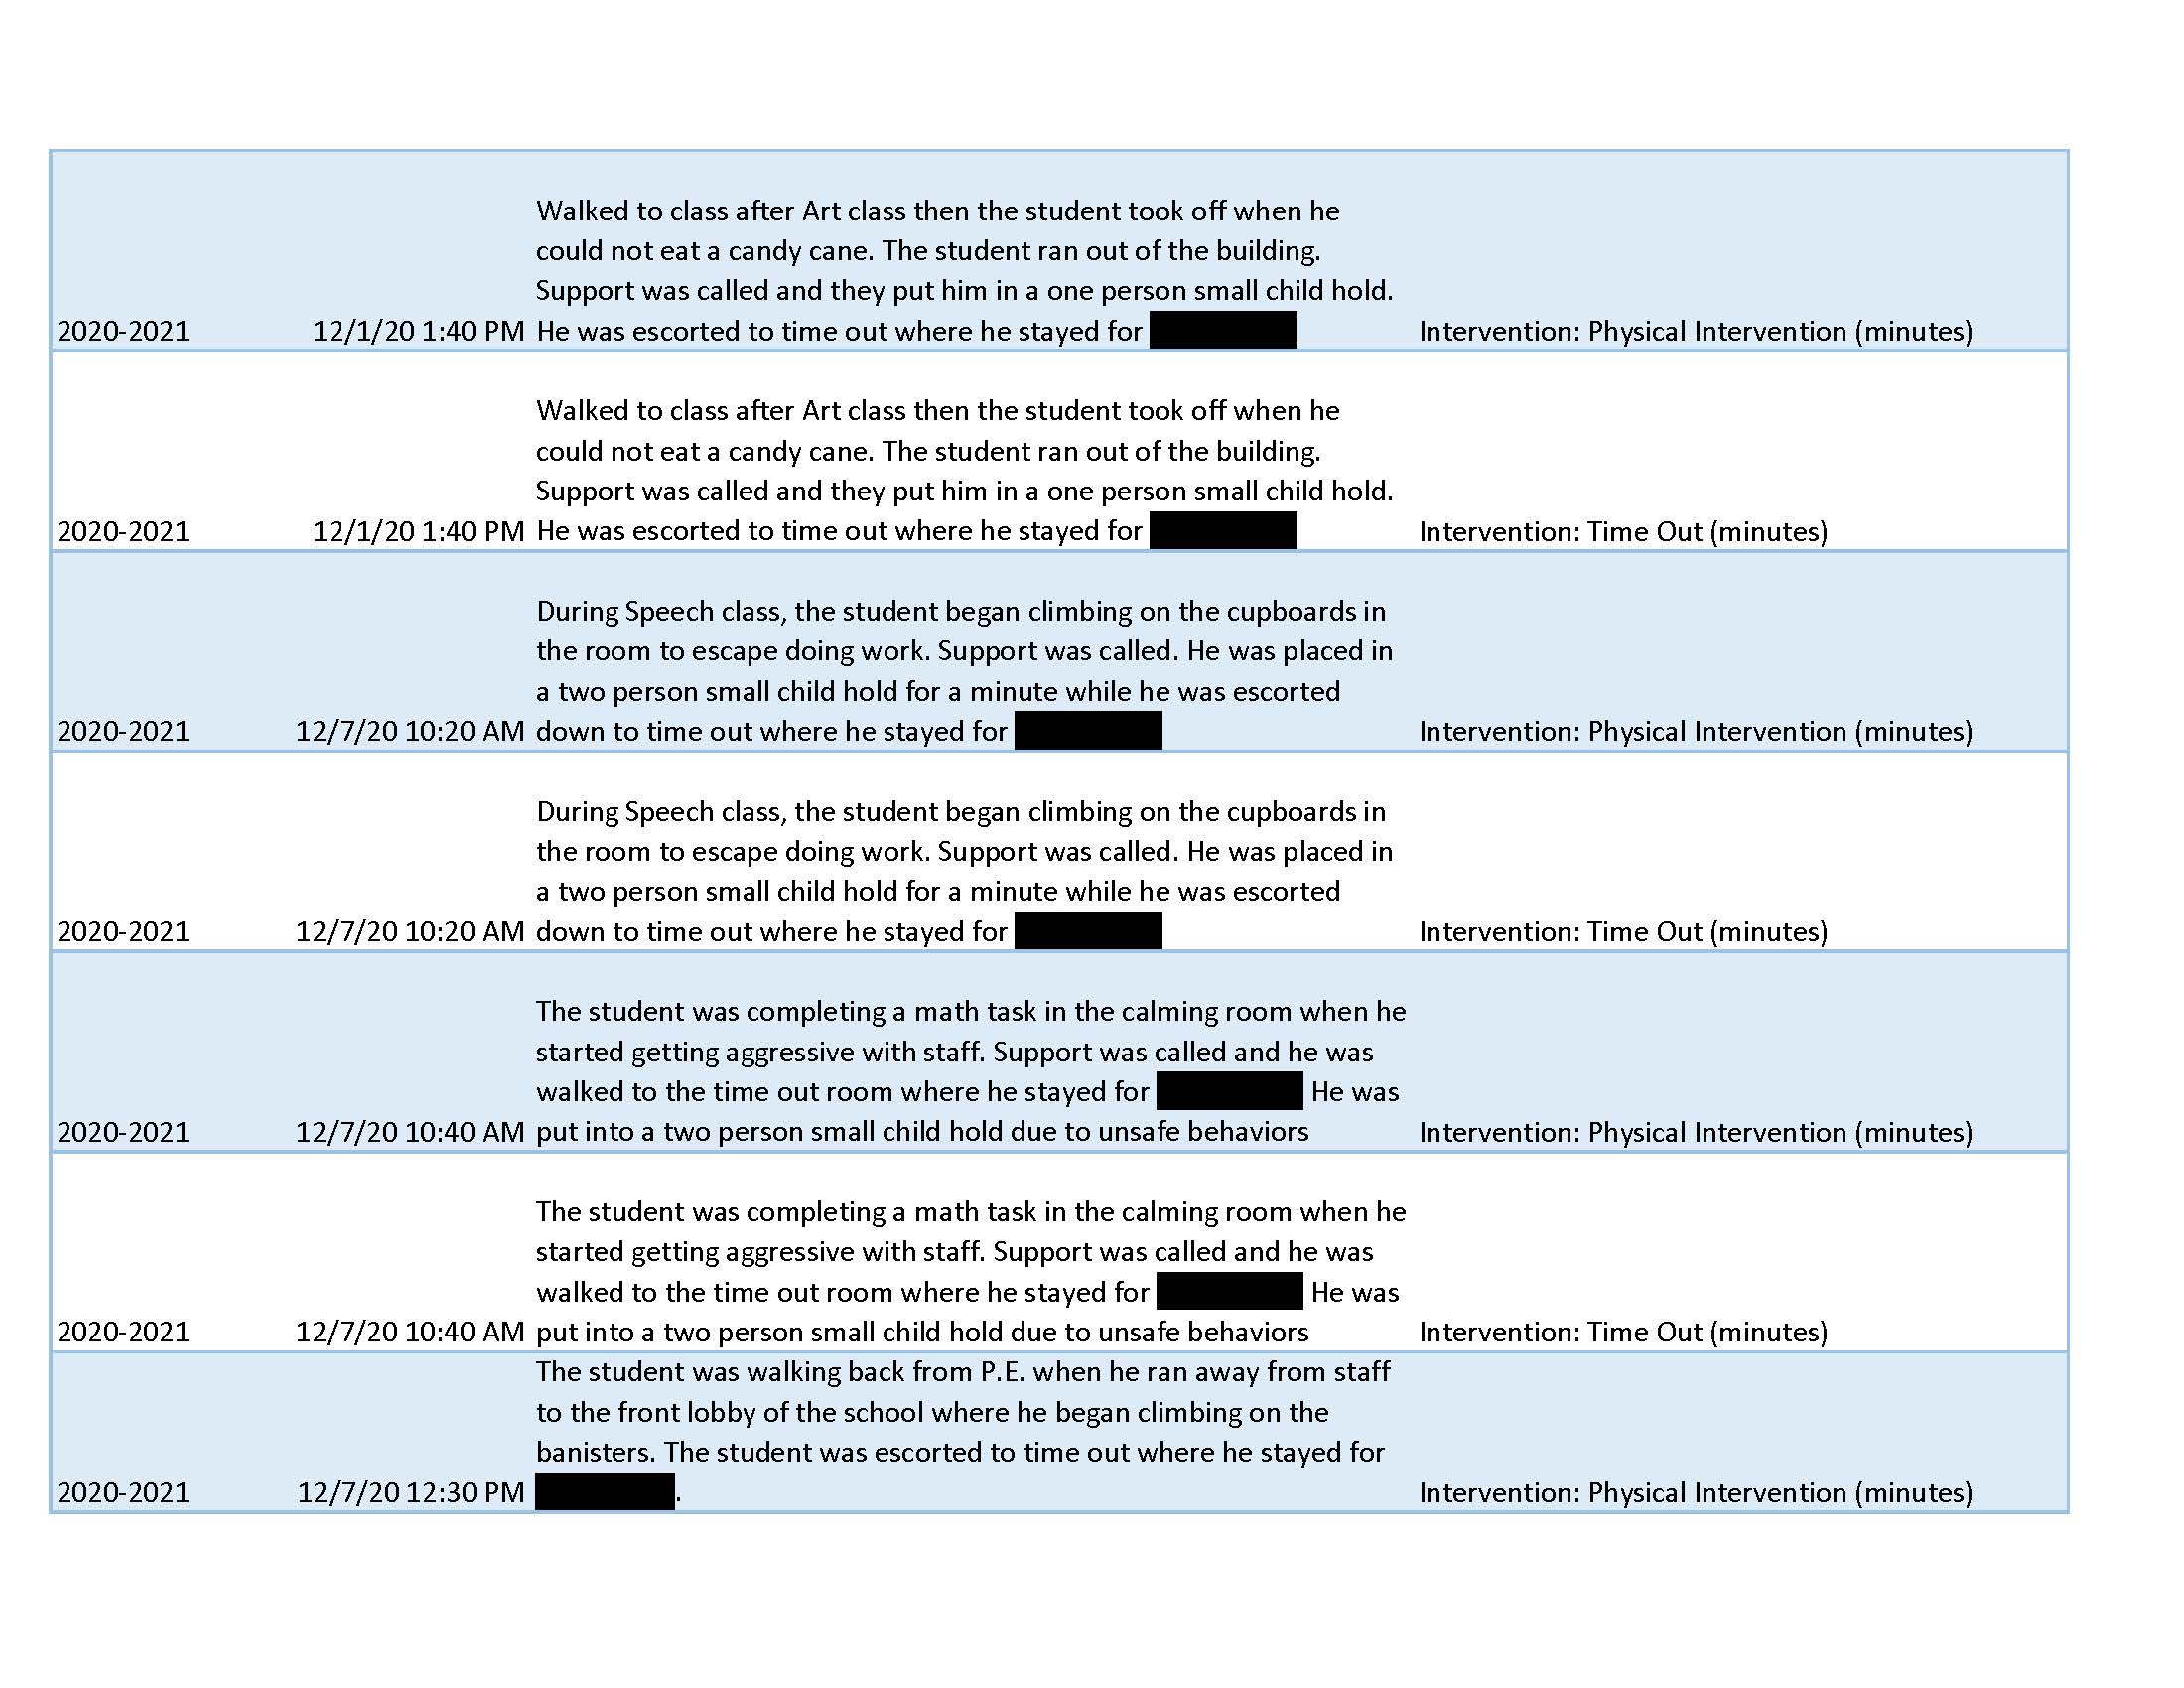 Walked to class after Art class then the student took off when he
could not eat a candy cane. The student ran out of the building.
Support was called and they put him in a one person small child hold.
2020-2021 12/1/20 1:40 PM He was escorted to time out where he stayed for Intervention: Physical Intervention (minutes)
Walked to class after Art class then the student took off when he
could not eat a candy cane. The student ran out of the building.
Support was called and they put him in a one person small child hold.
2020-2021 12/1/20 1:40 PM He was escorted to time out where he stayed for Intervention: Time Out (minutes)
During Speech class, the student began climbing on the cupboards in
the room to escape doing work. Support was called. He was placed in
a two person small child hold for a minute while he was escorted
2020-2021 12/7/20 10:20 AM down to time out where he stayed for Intervention: Physical Intervention (minutes)
During Speech class, the student began climbing on the cupboards in
the room to escape doing work. Support was called. He was placed in
a two person small child hold for a minute while he was escorted
2020-2021 12/7/20 10:20 AM down to time out where he stayed for Intervention: Time Out (minutes)
The student was completing a math task in the calming room when he
started getting aggressive with staff. Support was called and he was
walked to the time out room where he stayed for He was
2020-2021 12/7/20 10:40 AM put into a two person small child hold due to unsafe behaviors Intervention: Physical Intervention (minutes)
The student was completing a math task in the calming room when he
started getting aggressive with staff. Support was called and he was
walked to the time out room where he stayed for He was
2020-2021 12/7/20 10:40 AM put into a two person small child hold due to unsafe behaviors Intervention: Time Out (minutes)
The student was walking back from P.E. when he ran away from staff
to the front lobby of the school where he began climbing on the
banisters. The student was escorted to time out where he stayed for
2020-2021 12/7/20 12:30 PM . Intervention: Physical Intervention (minutes)